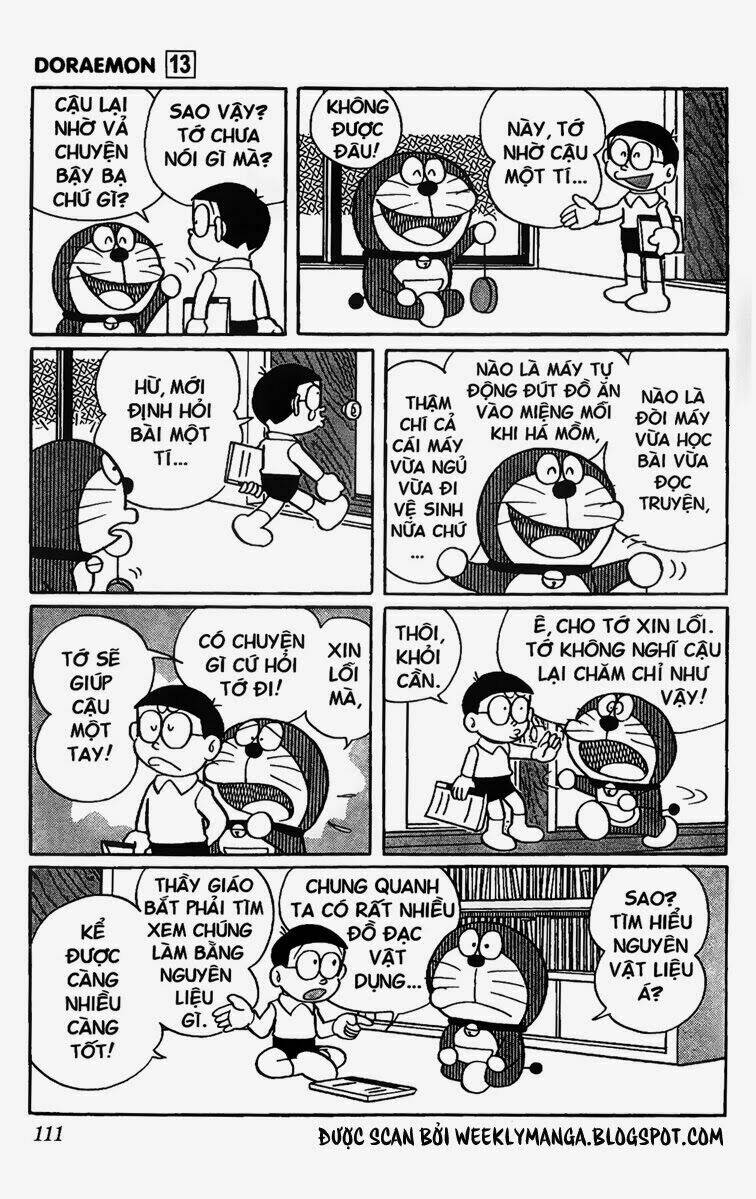 DORAEMON 13
NÀY, TỚ
NHỜ CẬU
MỘT TÍ...
KHÔNG
ĐƯỢC
ĐÂU!
SAO VẬY?
TỚ CHƯA
NÓI GÌ MÀ?
CẬU LẠI
NHỜ VẢ
CHUYỆN
BẬY BẠ
CHỨ GÌ?
NÀO LÀ
ĐÒI MÁY
VỪA HỌC
BÀI VỪA
ĐỌC
TRUYỆN,
NÀO LÀ MÁY TỰ
ĐỘNG ĐÚT ĐỒ ĂN
VÀO MIỆNG MỖI
KHI HÁ MỒM,
THẬM
CHÍ CẢ
CÁI MÁY
VỪA NGỦ
VỪA ĐI
VỆ SINH
NỮA CHỨ
...
HỪ, MỚI
ĐỊNH HỎI
BÀI MỘT
TÍ...
Ê, CHO TỚ XIN LỖI.
TỚ KHÔNG NGHĨ CẬU
LẠI CHĂM CHỈ NHƯ
VẬY!
THÔI,
KHỎI
CẦN.
XIN
LỖI
MÀ,
CÓ CHUYỆN
GÌ CỨ HỎI
TỚ ĐI!
TỚ SẼ
GIÚP
CẬU
MỘT
TAY!
SAO?
TÌM HIỂU
NGUYÊN
VẬT LIỆU
Á?
CHUNG QUANH
TA CÓ RẤT NHIỀU
ĐỒ ĐẠC
VẬT
DỤNG...
THẦY GIÁO
BẮT PHẢI TÌM
XEM CHÚNG
LÀM BẰNG
NGUYÊN
LIỆU
GÌ.
KỂ
ĐƯỢC
CÀNG
NHIỀU
CÀNG
TỐT!
111
ĐƯỢC SCAN BỞI WEEKLYMANGA.BLOGSPOT.COM